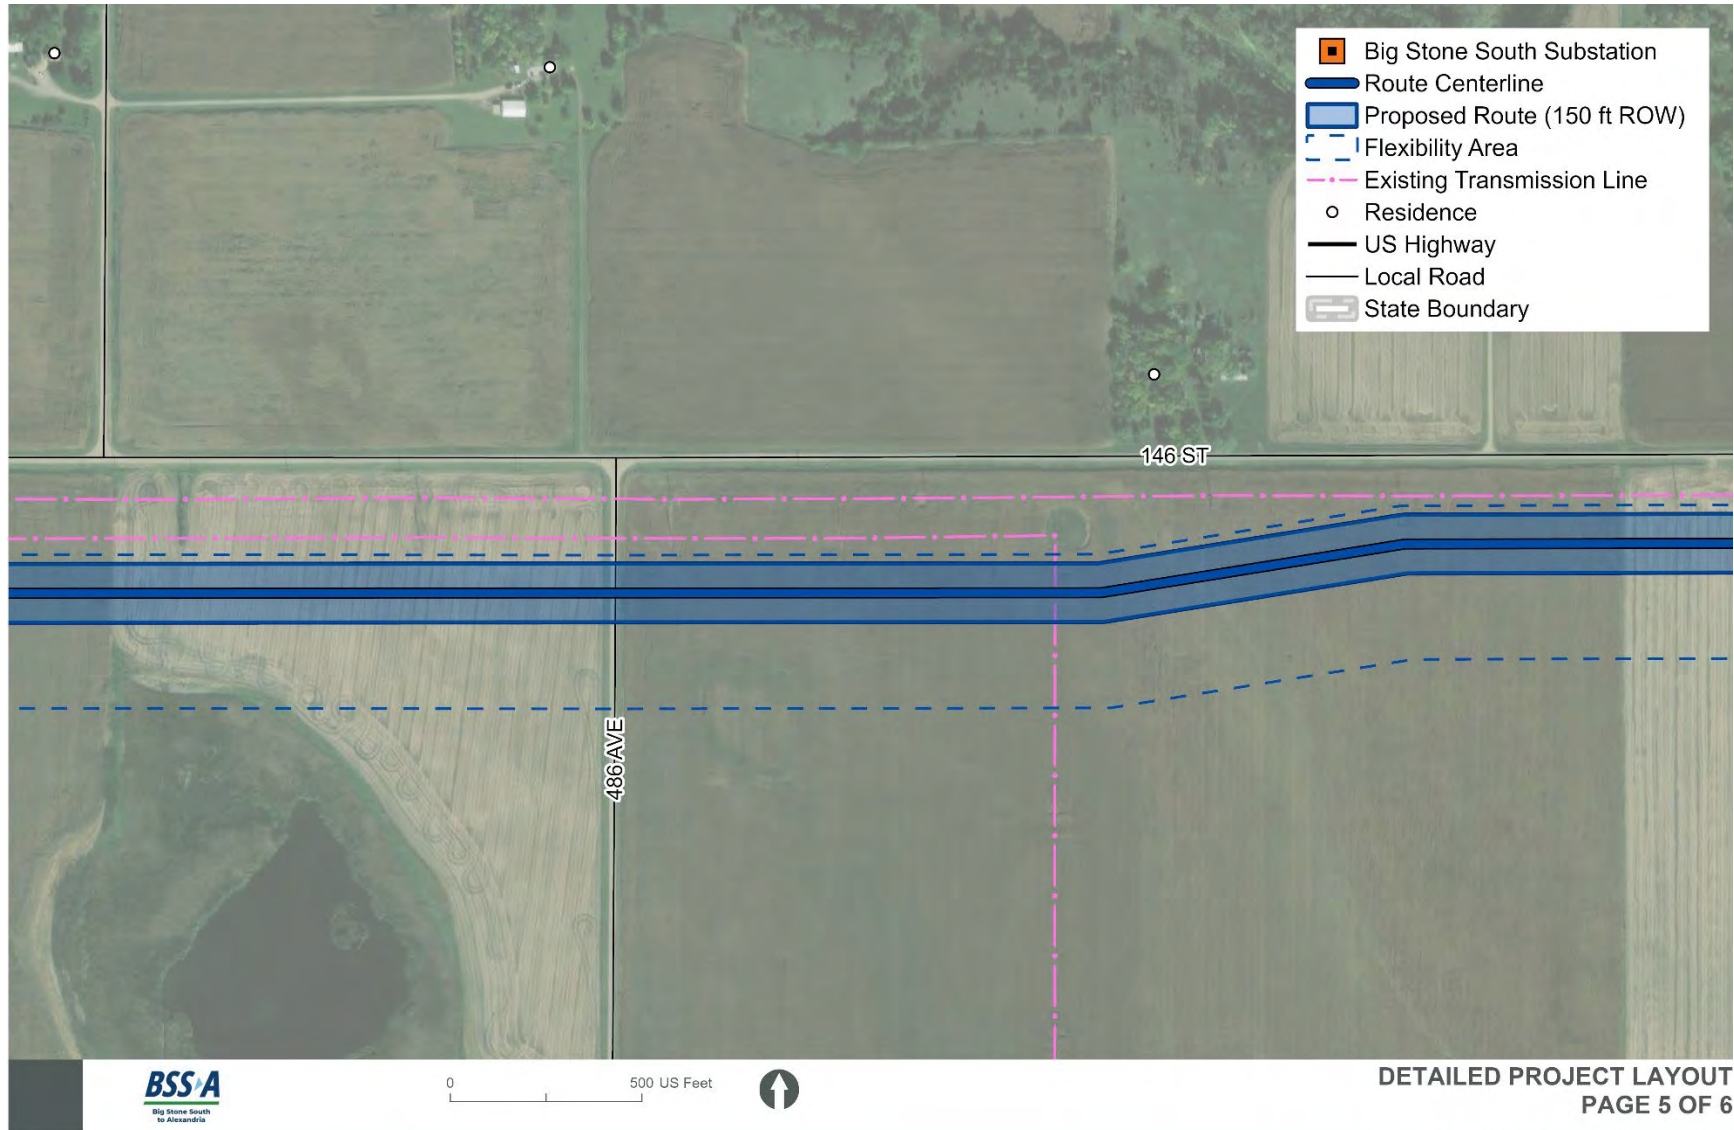 Big Stone South Substation
Route Centerline
Proposed Route (150 ft ROW)
Flexibility Area
Existing Transmission Line
Residence
US Highway
Local Road
State Boundary
146 ST
486 AVE
BSS A
Big Stone South
to Alexandria
0 500 US Feet
DETAILED PROJECT LAYOUT
PAGE 5 OF 6